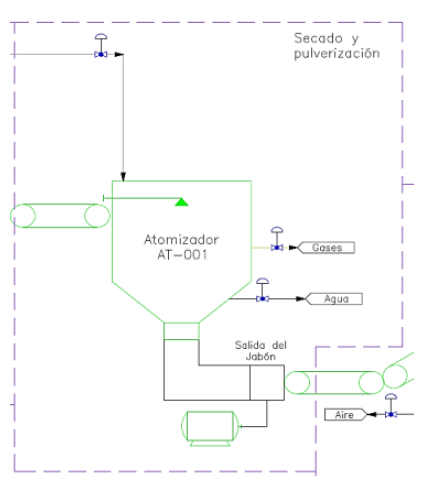 Secado y
pulverización
Atomizador
AT-001
Gases
Agua
Salida del
Jabón
Aire